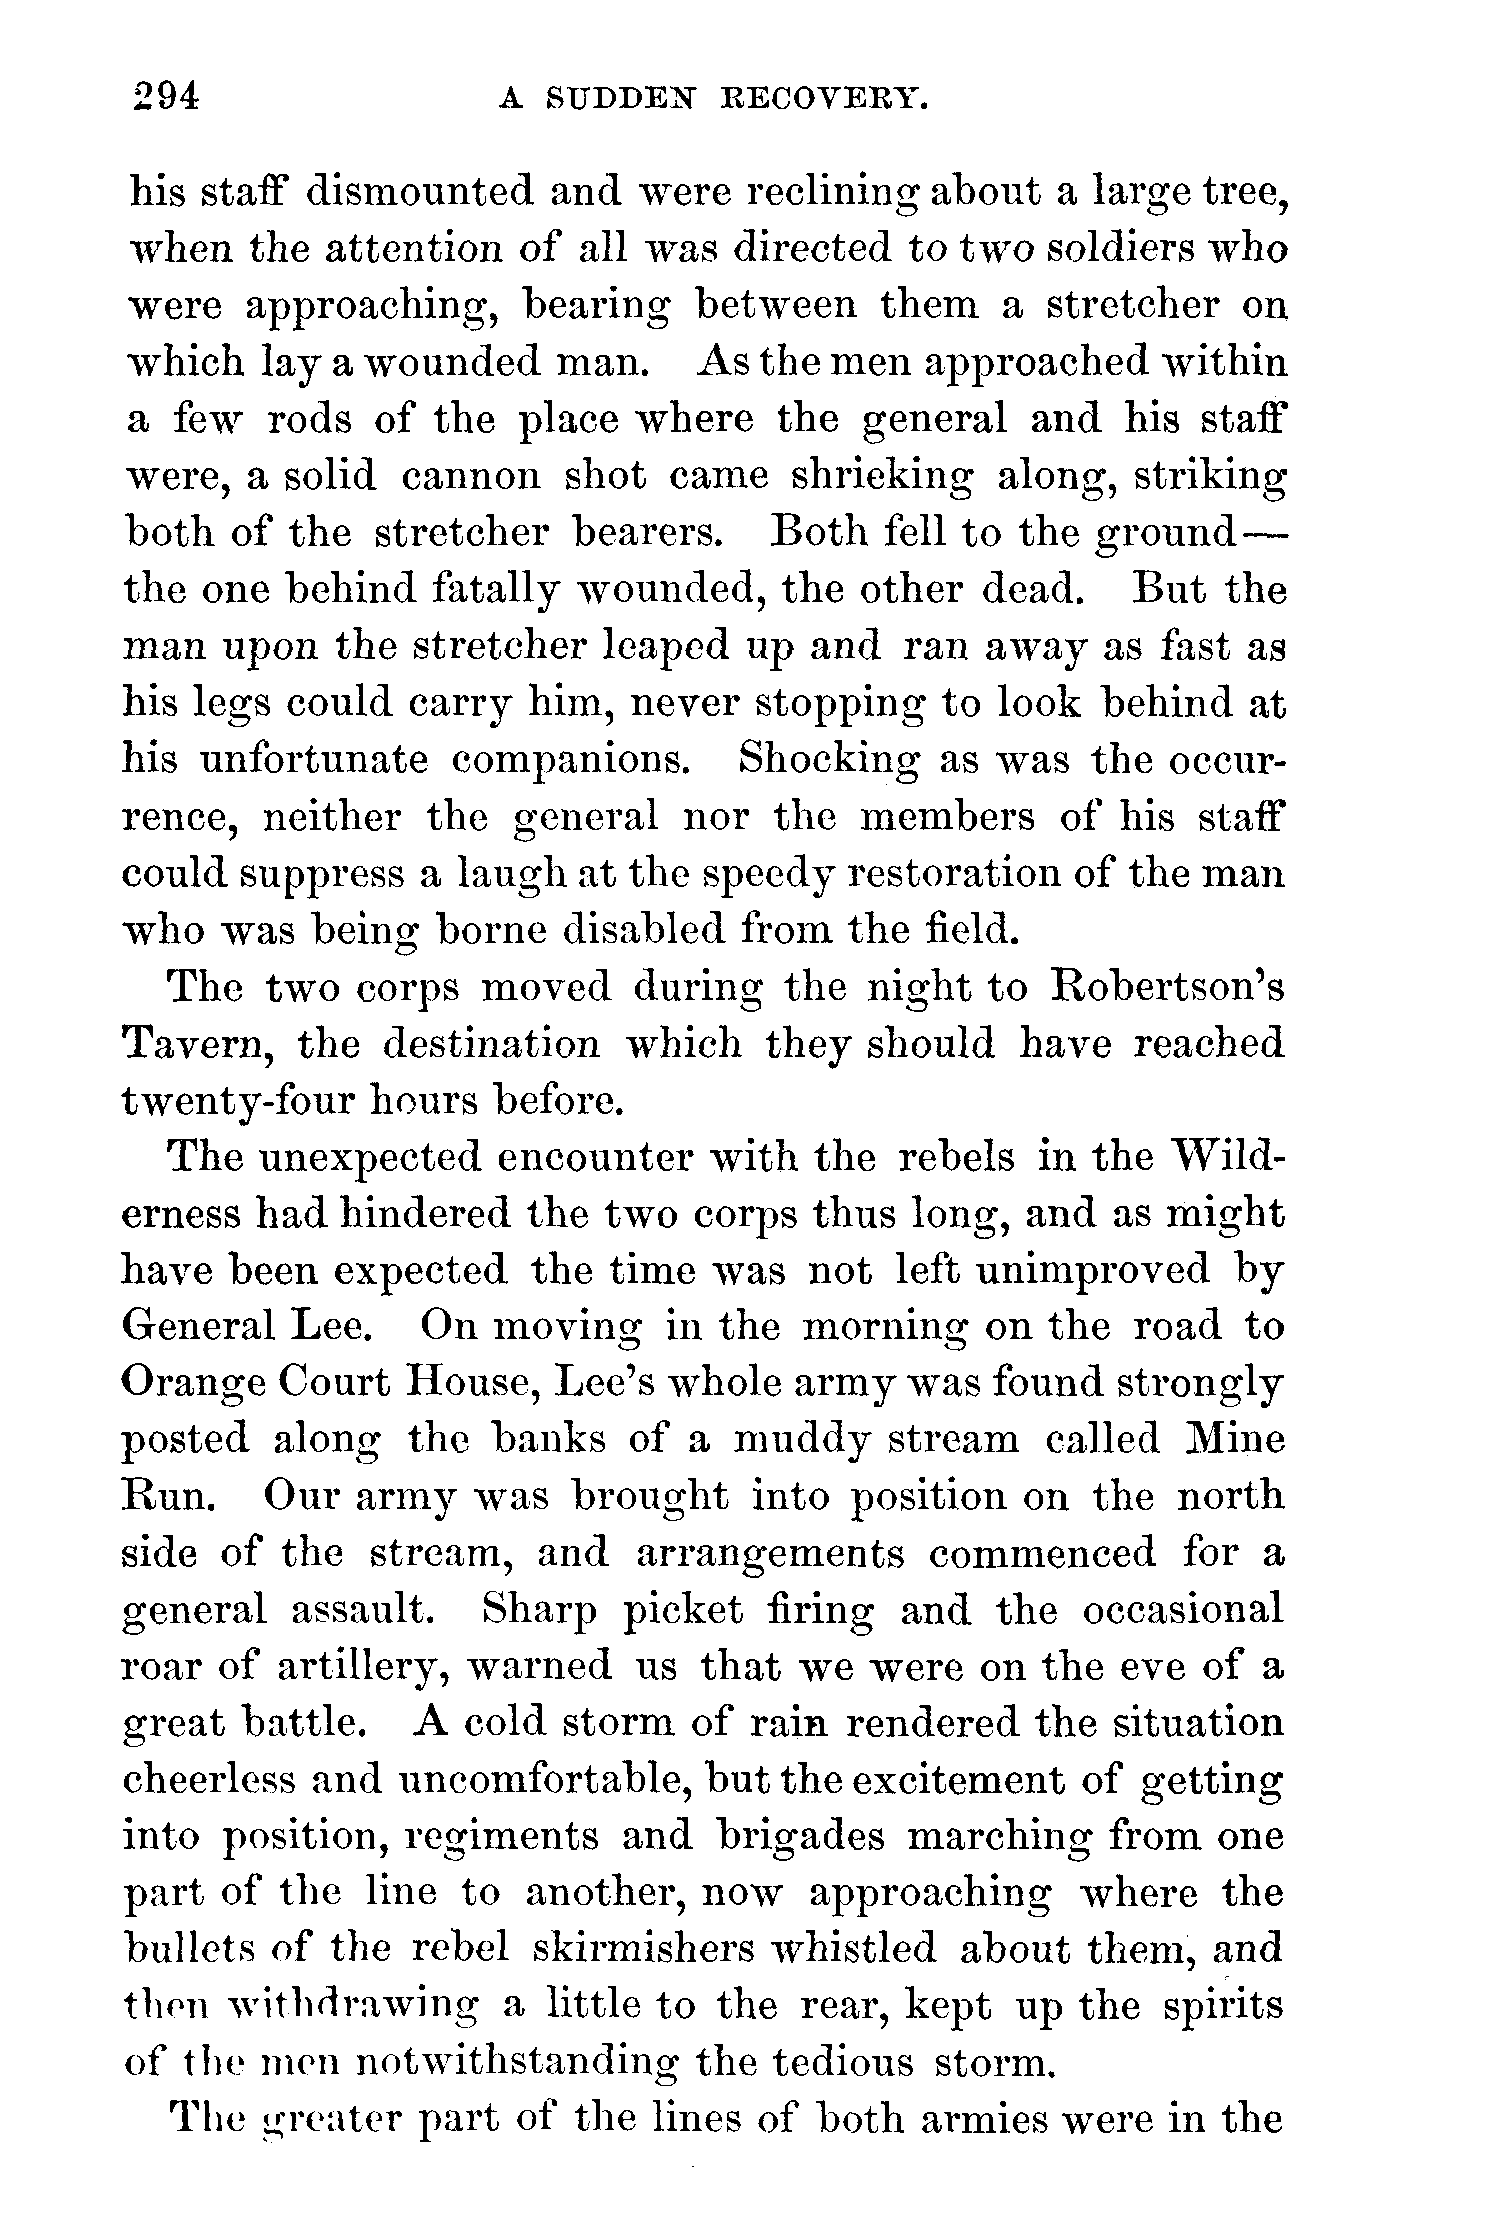 294 A SUDDEN RECOVERY.
his staff dismounted and were reclining about a large tree,
when the attention of all was directed to two soldiers who
were approaching, bearing between them a stretcher on
which lay a wounded man. As the men approached within
a few rods of the place where the general and his staff
were, a solid cannon shot came shrieking along, striking
both of the stretcher bearers. Both fell to the ground—
the one behind fatally wounded, the other dead. But the
man upon the stretcher leaped up and ran away as fast as
his legs could carry him, never stopping to look behind at
his unfortunate companions. Shocking as was the occur-
rence, neither the general nor the members of his staff
could suppress a laugh at the speedy restoration of the man
who was being borne disabled from the field.
The two corps moved during the night to Robertson's
Tavern, the destination which they should have reached
twenty-four hours before.
The unexpected encounter with the rebels in the Wild-
erness had hindered the two corps thus long, and as might
have been expected the time was not left unimproved by
General Lee. On moving in the morning on the road to
Orange Court House, Lee's whole army was found strongly
posted along the banks of a muddy stream called Mine
Run. Our army was brought into position on the north
side of the stream, and arrangements commenced for a
general assault. Sharp picket firing and the occasional
roar of artillery, warned us that we were on the eve of a
great battle. A cold storm of rain rendered the situation
cheerless and uncomfortable, but the excitement of getting
into position, regiments and brigades marching from one
part of the line to another, now approaching where the
bullets of the rebel skirmishers whistled about them, and
then withdrawing a little to the rear, kept up the spirits
of the men notwithstanding the tedious storm.
The greater part of the lines of both armies were in the